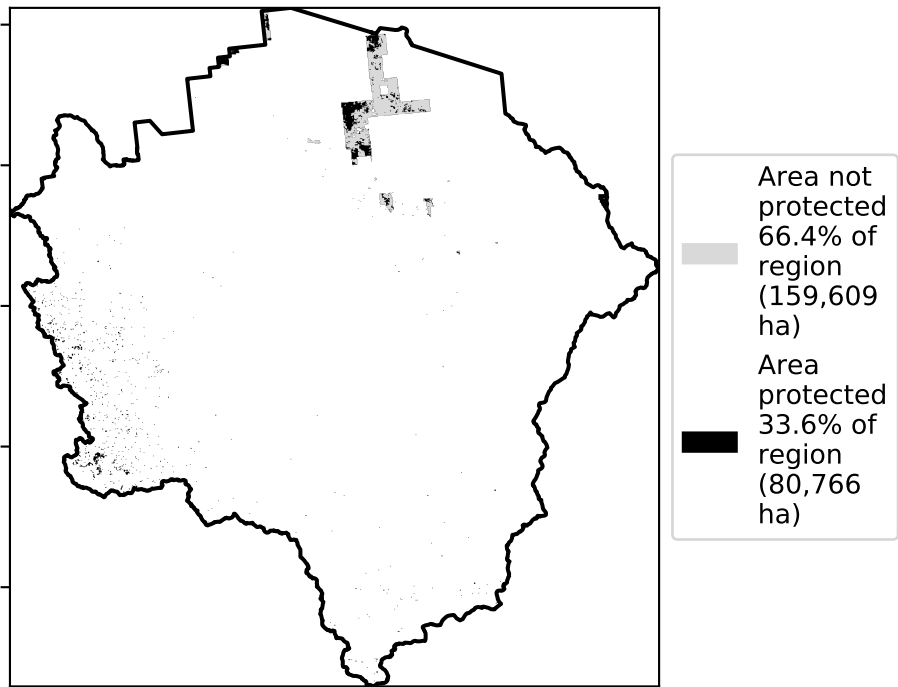 Area not
protected
66.4% of
region
(159,609
ha)
Area
protected
33.6% of
region
(80,766
ha)